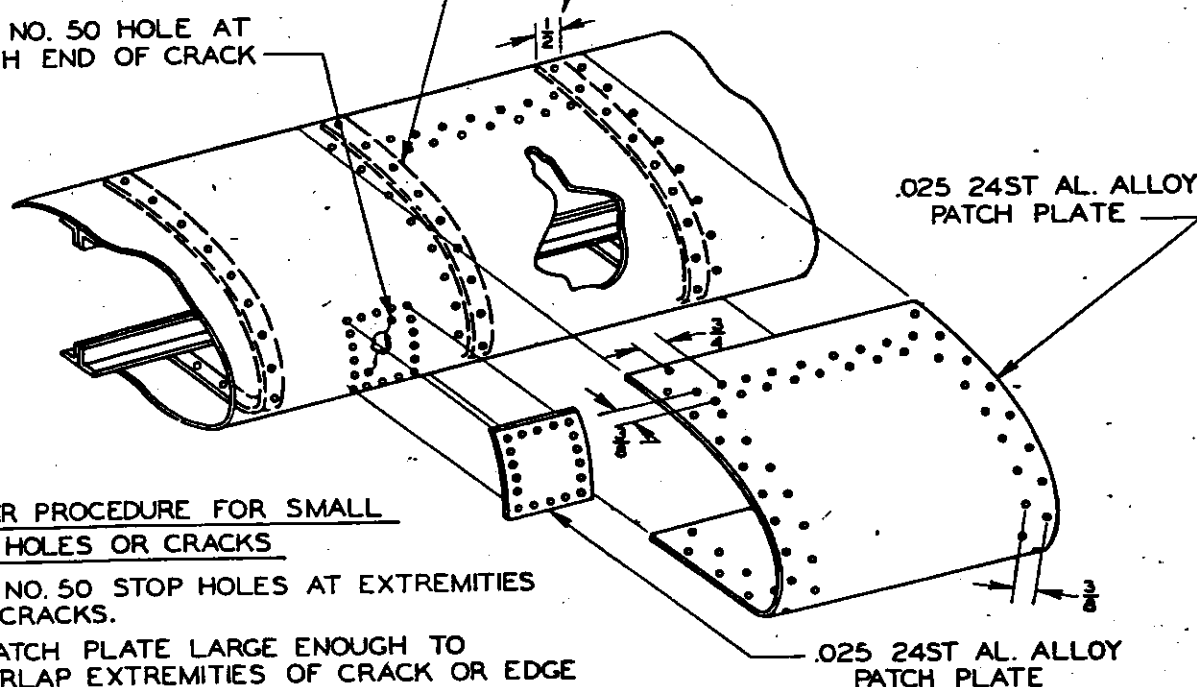 NO. 50 HOLE AT
H END OF CRACK
1/2
.025 24ST AL. ALLOY
PATCH PLATE
3/4
3/8
3/8
ER PROCEDURE FOR SMALL
HOLES OR CRACKS
NO. 50 STOP HOLES AT EXTREMITIES
CRACKS.
ATCH PLATE LARGE ENOUGH TO
RLAP EXTREMITIES OF CRACK OR EDGE
.025 24ST AL. ALLOY
PATCH PLATE